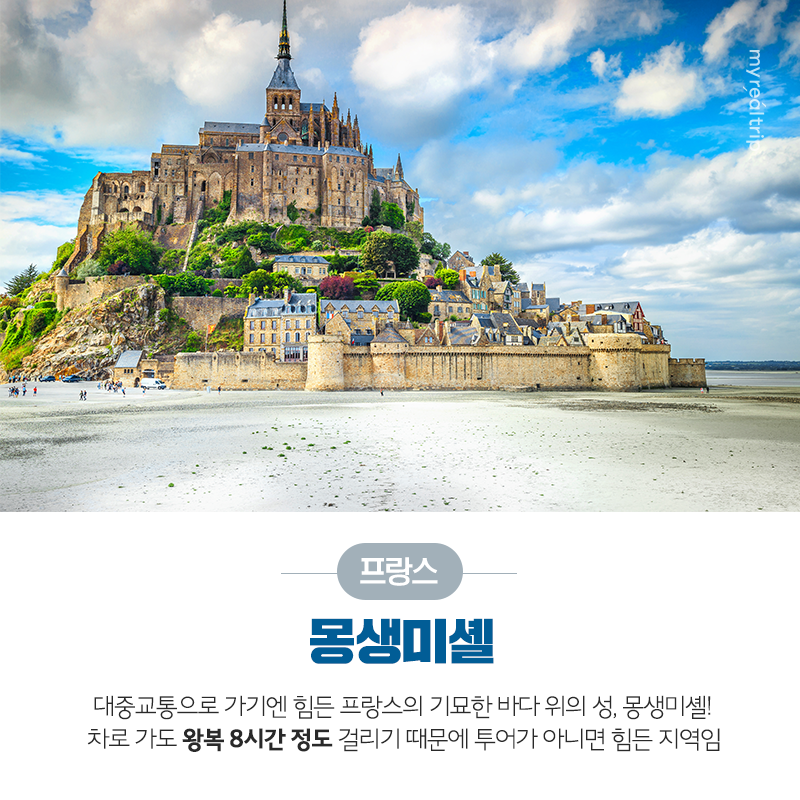 myrealtrip
프랑스
몽생미셸
대중교통으로 가기엔 힘든 프랑스의 기묘한 바다 위의 성, 몽생미셸!
차로 가도 왕복 8시간 정도 걸리기 때문에 투어가 아니면 힘든 지역임